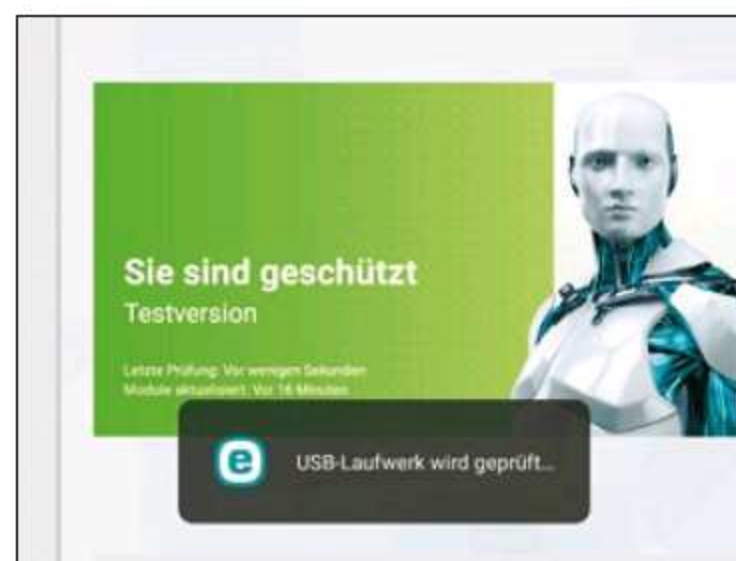 Sie sind geschützt
Testversion
Letzte Prüfung: Vor wenigen Sekunden
Module aktualisiert: Vor 16 Minuten
e
USB-Laufwerk wird geprüft...